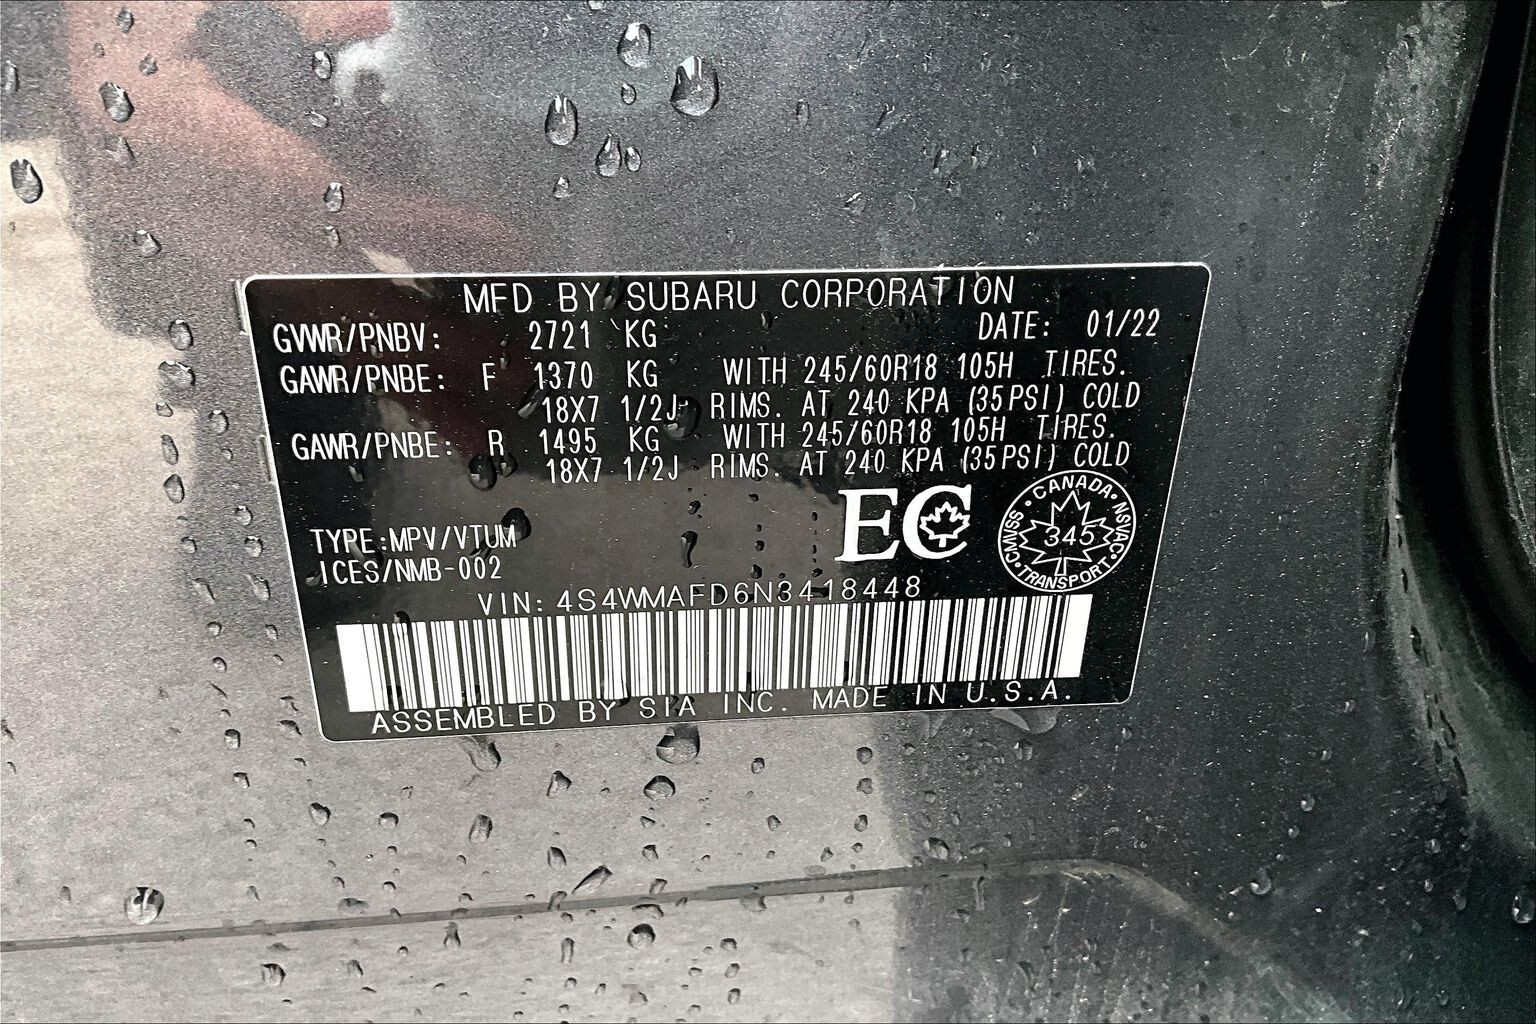 MFD BY SUBARU CORPORATION
GVWR/PNBV: 2721 KG DATE: 01/22
GAWR/PNBE: F 1370 KG WITH 245/60R18 105H TIRES.
18X7 1/2J RIMS. AT 240 KPA (35PSI) COLD
GAWR/PNBE: R 1495 KG WITH 245/60R18 105H TIRES.
18X7 1/2J RIMS. AT 240 KPA (35PSI) COLD
EC
CANADA · NSVAC · TRANSPORT · CMVSS ·
345
TYPE:MPV/VTUM
ICES/NMB-002
VIN: 4S4WMAFD6N3418448
ASSEMBLED BY SIA INC. MADE IN U.S.A.